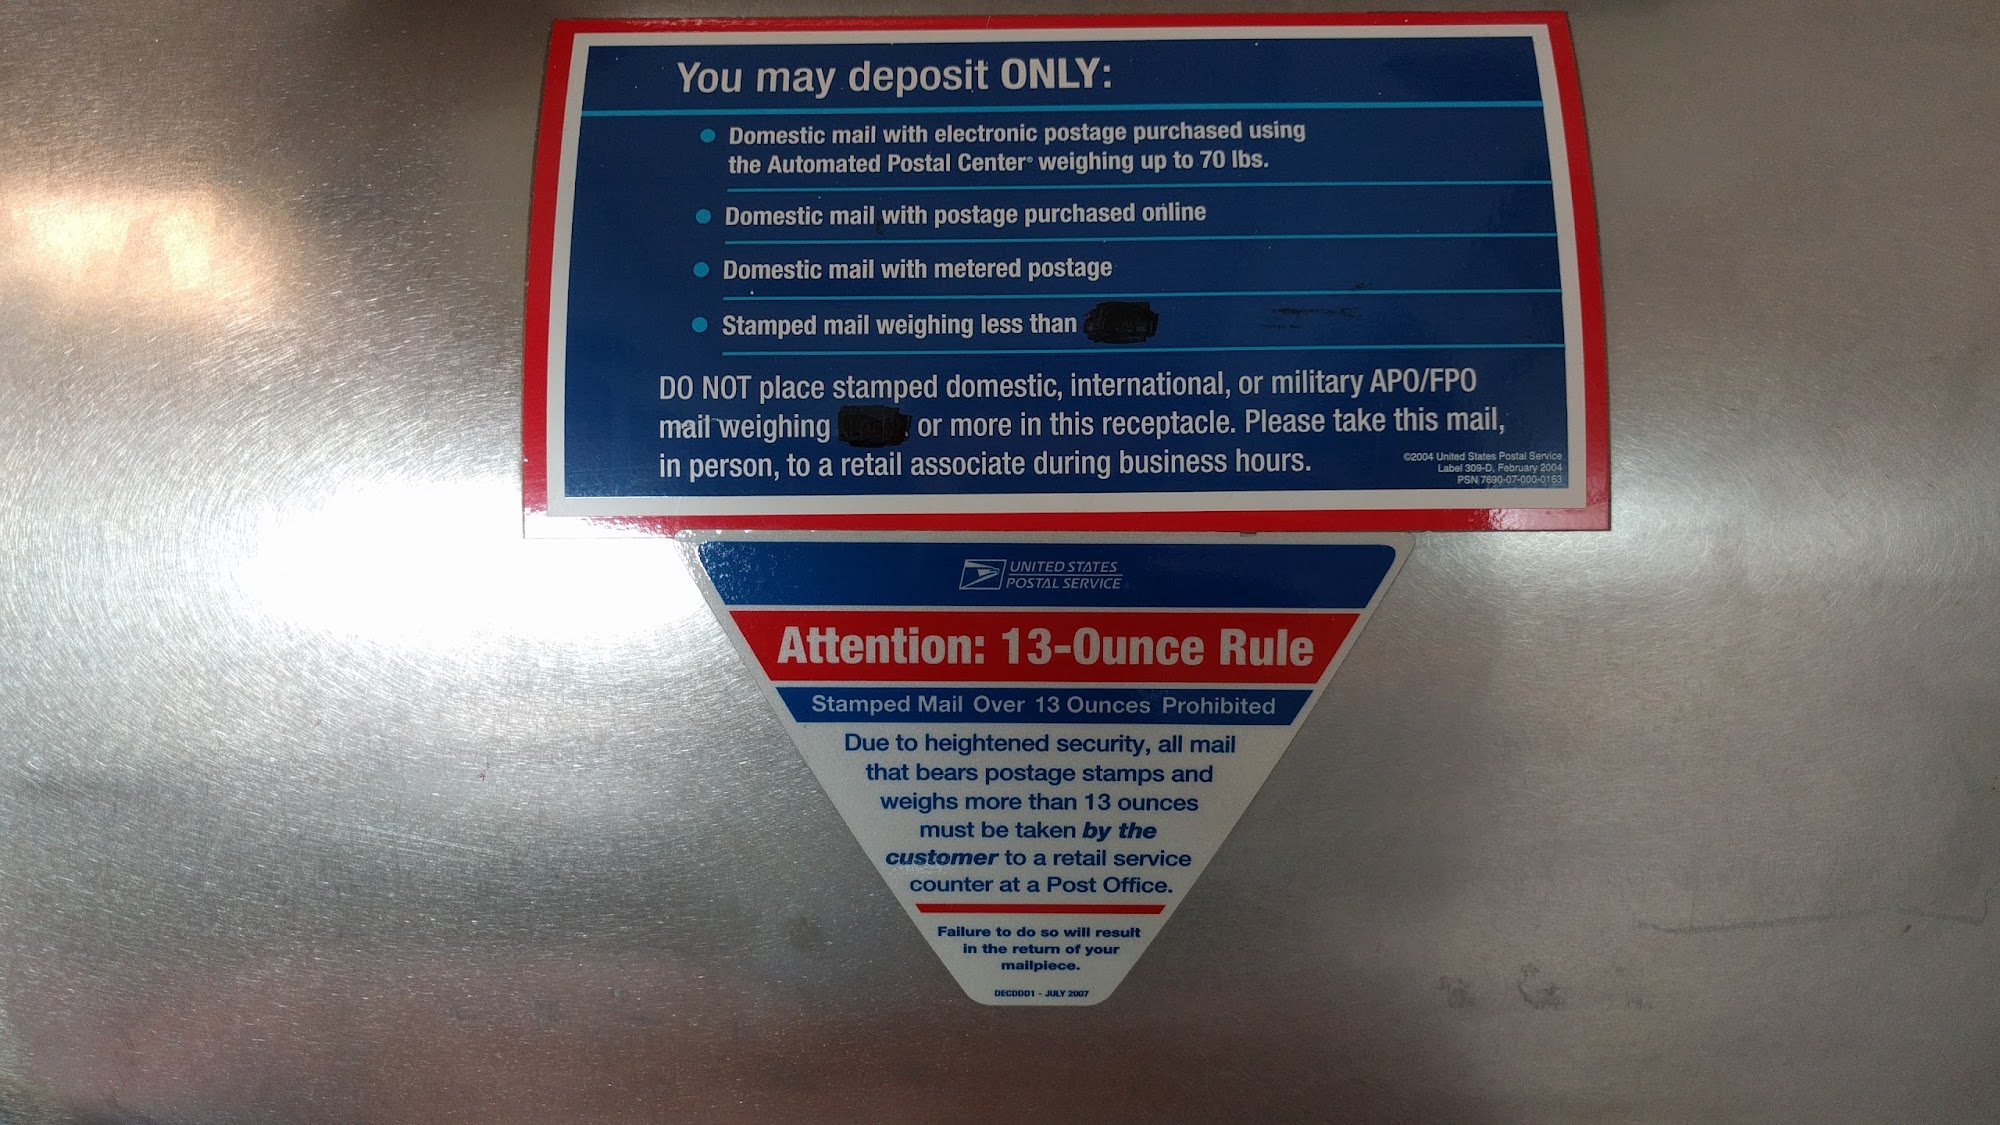 You may deposit ONLY:
Domestic mail with electronic postage purchased using
the Automated Postal Center® weighing up to 70 lbs.
Domestic mail with postage purchased online
Domestic mail with metered postage
Stamped mail weighing less than
DO NOT place stamped domestic, international, or military APO/FPO
mail weighing or more in this receptacle. Please take this mail,
in person, to a retail associate during business hours.
©2004 United States Postal Service
Label 309-D, February 2004
PSN 7690-07-000-0163
UNITED STATES
POSTAL SERVICE
Attention: 13-Ounce Rule
Stamped Mail Over 13 Ounces Prohibited
Due to heightened security, all mail
that bears postage stamps and
weighs more than 13 ounces
must be taken by the
customer to a retail service
counter at a Post Office.
Failure to do so will result
in the return of your
mailpiece.
DECDDD1 - JULY 2007